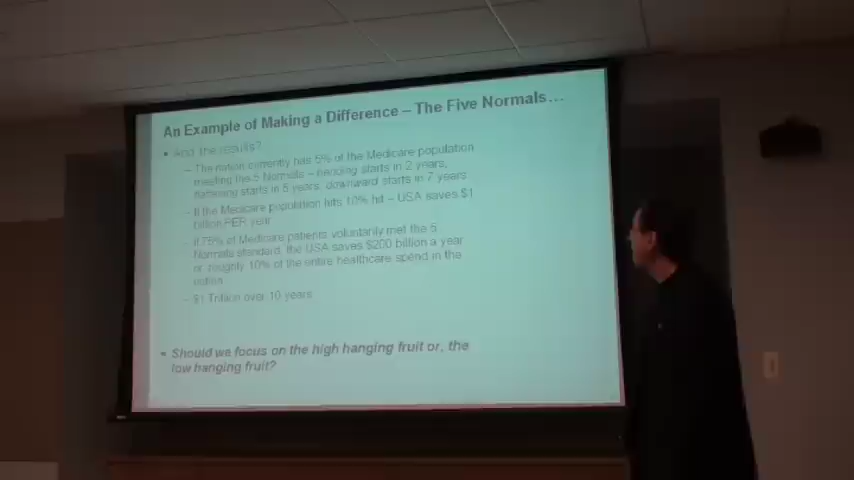 An Example of Making a Difference – The Five Normals…
• And the results?
– The nation currently has 5% of the Medicare population
meeting the 5 Normals – bending starts in 2 years,
flattening starts in 5 years, downward starts in 7 years
– If the Medicare population hits 10% hit – USA saves $1
billion PER year
– If 75% of Medicare patients voluntarily met the 5
Normals standard, the USA saves $200 billion a year
or roughly 10% of the entire healthcare spend in the
nation
– $1 Trillion over 10 years
• Should we focus on the high hanging fruit or, the
low hanging fruit?